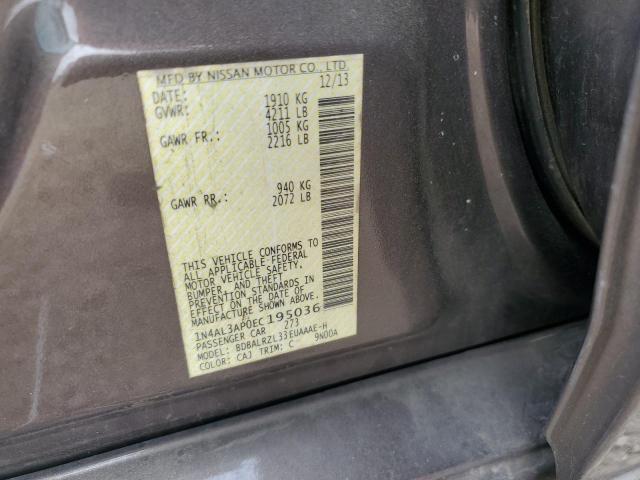 MFD BY NISSAN MOTOR CO., LTD.
DATE: 12/13
GVWR: 1910 KG
4211 LB
GAWR FR.: 1005 KG
2216 LB
GAWR RR.: 940 KG
2072 LB
THIS VEHICLE CONFORMS TO
ALL APPLICABLE FEDERAL
MOTOR VEHICLE SAFETY,
BUMPER, AND THEFT
PREVENTION STANDARDS IN
EFFECT ON THE DATE OF
MANUFACTURE SHOWN ABOVE.
1N4AL3AP0EC195036
PASSENGER CAR 273
MODEL: BDBALRZL33EUAAAE-H
COLOR: CAJ TRIM: C 9N00A